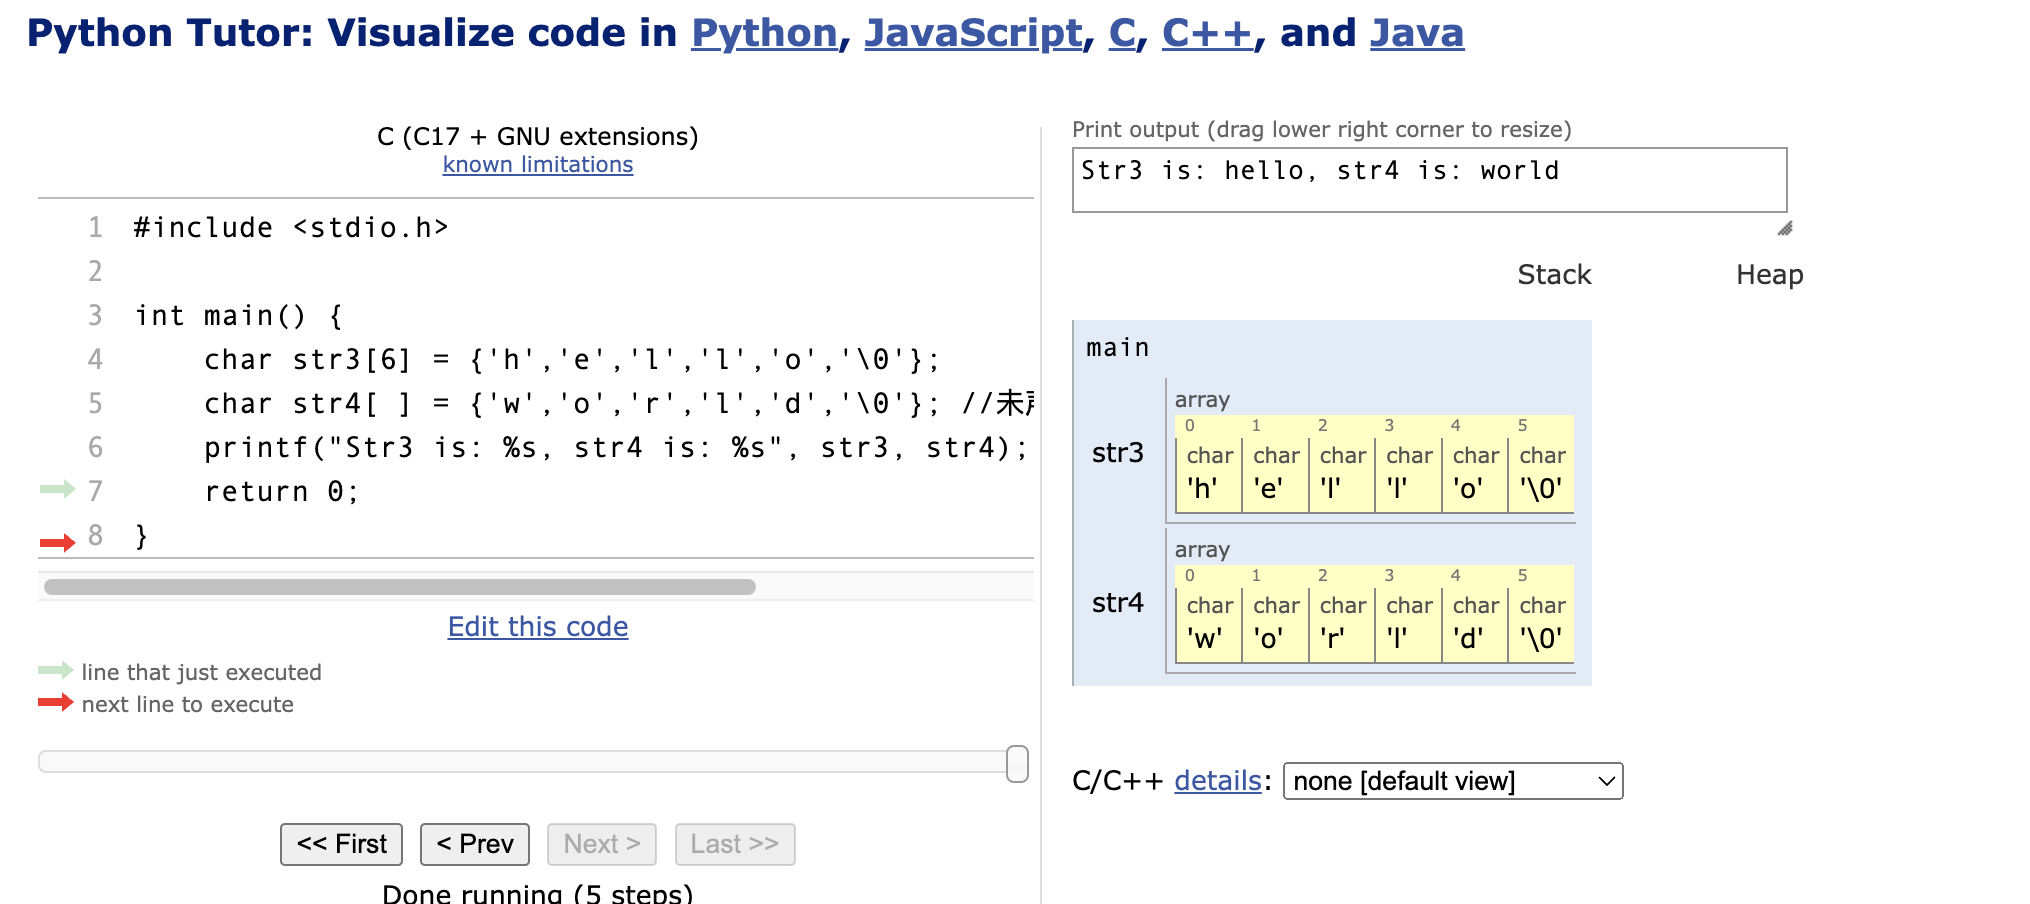 Python Tutor: Visualize code in Python, JavaScript, C, C++, and Java
C (C17 + GNU extensions)
known limitations
1 #include <stdio.h>
2
3 int main() {
4 char str3[6] = {'h','e','l','l','o','\0'};
5 char str4[ ] = {'w','o','r','l','d','\0'}; //未
6 printf("Str3 is: %s, str4 is: %s", str3, str4);
7 return 0;
8 }
Edit this code
line that just executed
next line to execute
<< First < Prev Next > Last >>
Done running (5 steps)
Print output (drag lower right corner to resize)
Str3 is: hello, str4 is: world
Stack Heap
main
array
0 1 2 3 4 5
str3
char char char char char char
'h' 'e' 'l' 'l' 'o' '\0'
array
0 1 2 3 4 5
str4
char char char char char char
'w' 'o' 'r' 'l' 'd' '\0'
C/C++ details: none [default view]